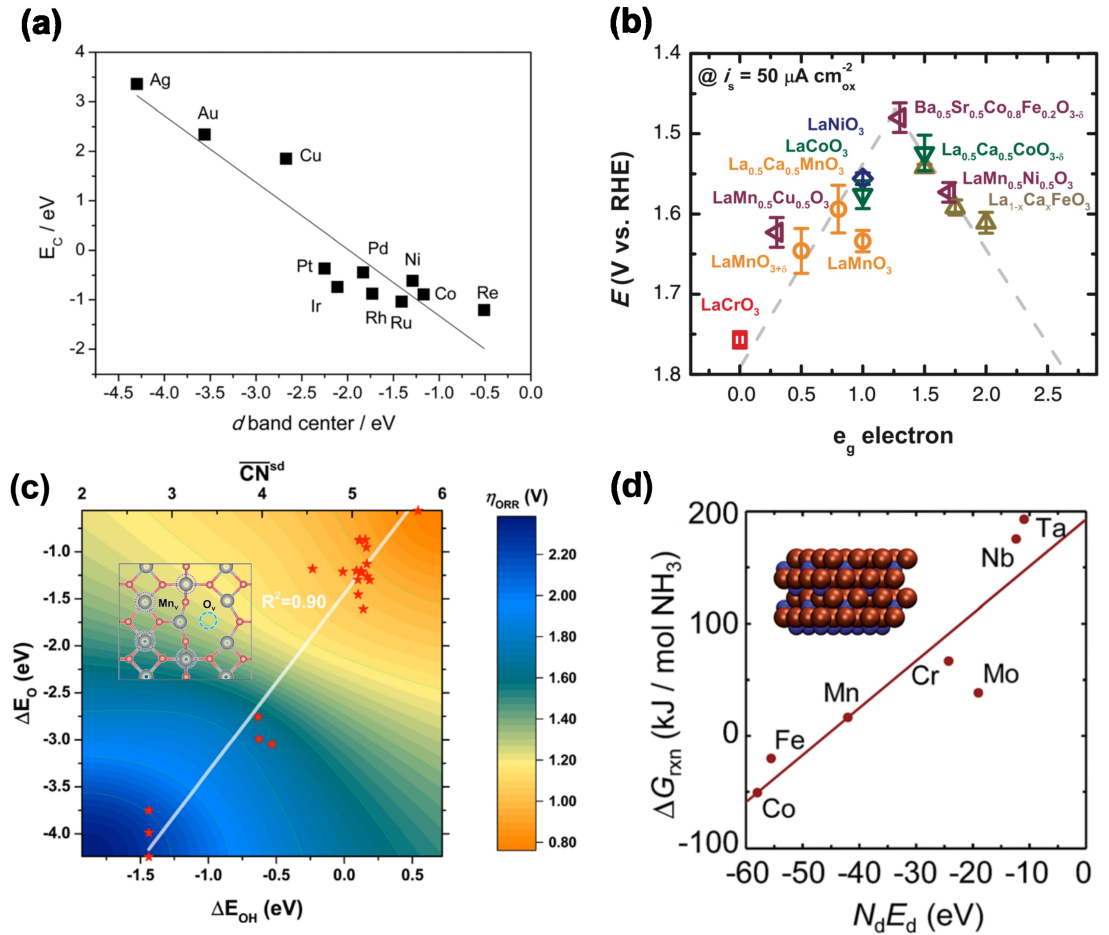 (a)
4
3
2
1
0
-1
-2
E_C / eV
Ag
Au
Cu
Pd
Pt
Ni
Ir
Rh
Ru
Co
Re
-4.5 -4.0 -3.5 -3.0 -2.5 -2.0 -1.5 -1.0 -0.5 0.0
d band center / eV
(b)
@ i_s = 50 μA cm^-2_ox
1.4
1.5
1.6
1.7
1.8
E (V vs. RHE)
Ba0.5Sr0.5Co0.8Fe0.2O3-δ
LaNiO3
LaCoO3
La0.5Ca0.5CoO3-δ
La0.5Ca0.5MnO3
LaMn0.5Ni0.5O3
LaMn0.5Cu0.5O3
La1-xCaxFeO3
LaMnO3+δ
LaMnO3
LaCrO3
0.0 0.5 1.0 1.5 2.0 2.5
e_g electron
(c)
CN^sd
2 3 4 5 6
η_ORR (V)
-1.0
-1.5
-2.0
-2.5
-3.0
-3.5
-4.0
ΔE_O (eV)
Mn_v
O_v
R²=0.90
2.20
2.00
1.80
1.60
1.40
1.20
1.00
0.80
-1.5 -1.0 -0.5 0.0 0.5
ΔE_OH (eV)
(d)
200
100
0
-100
ΔG_rxn (kJ / mol NH3)
Ta
Nb
Cr
Mo
Mn
Fe
Co
-60 -50 -40 -30 -20 -10 0
N_dE_d (eV)